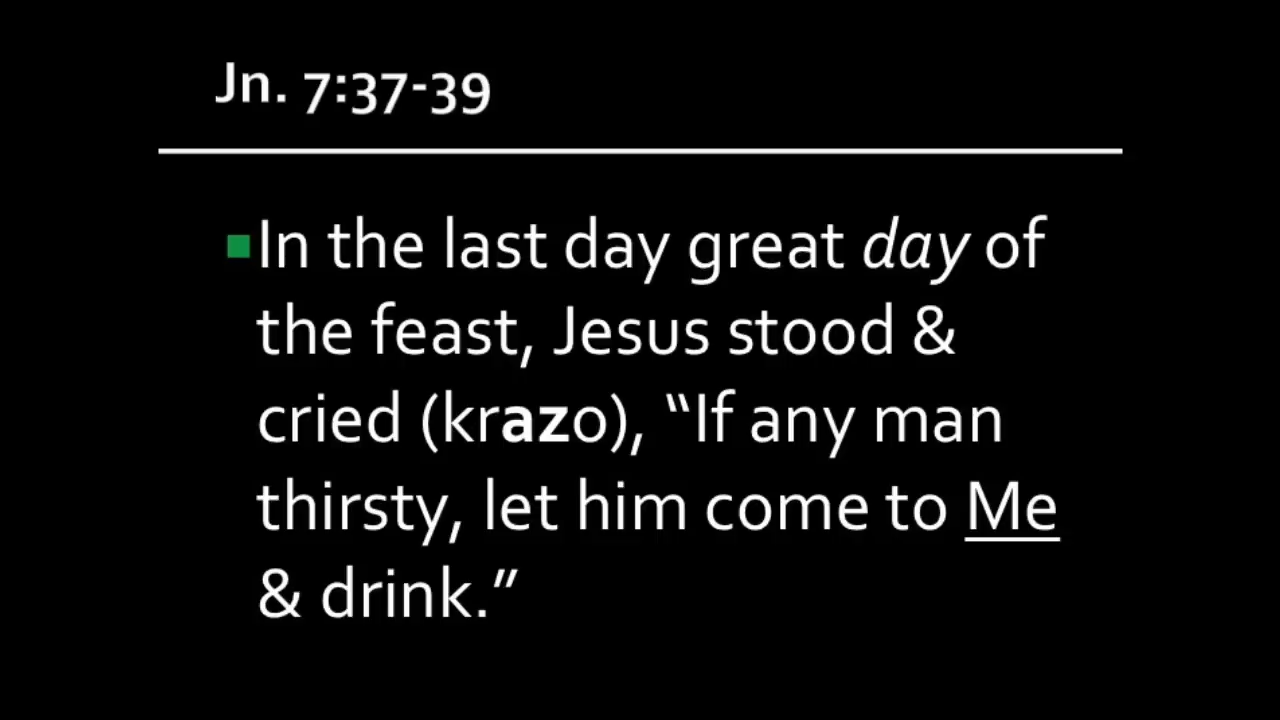 Jn. 7:37-39
In the last day great day of
the feast, Jesus stood &
cried (krazo), “If any man
thirsty, let him come to Me
& drink.”